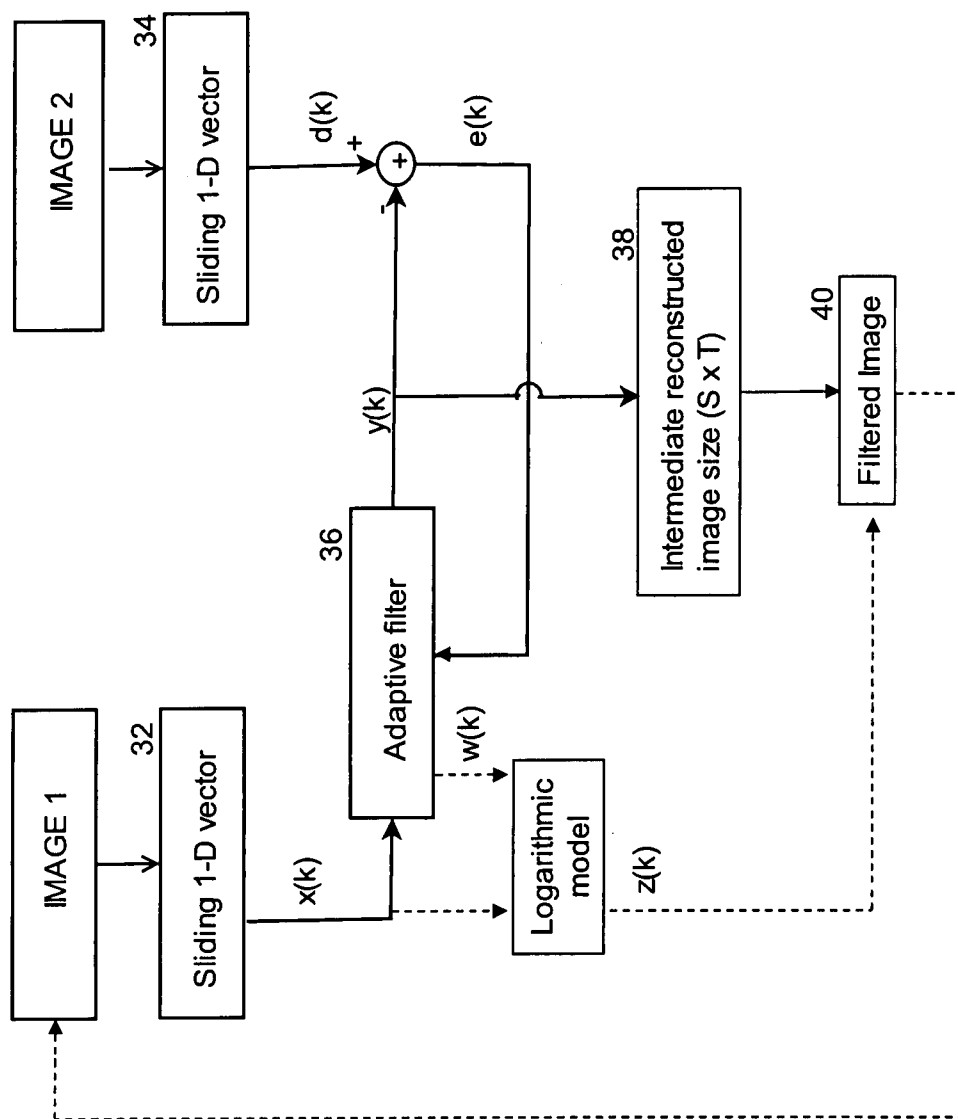 IMAGE 1
32
Sliding 1-D vector
x(k)
36
Adaptive filter
w(k)
Logarithmic
model
z(k)
y(k)
IMAGE 2
34
Sliding 1-D vector
d(k)
+
-
+
e(k)
38
Intermediate reconstructed
image size (S x T)
40
Filtered Image